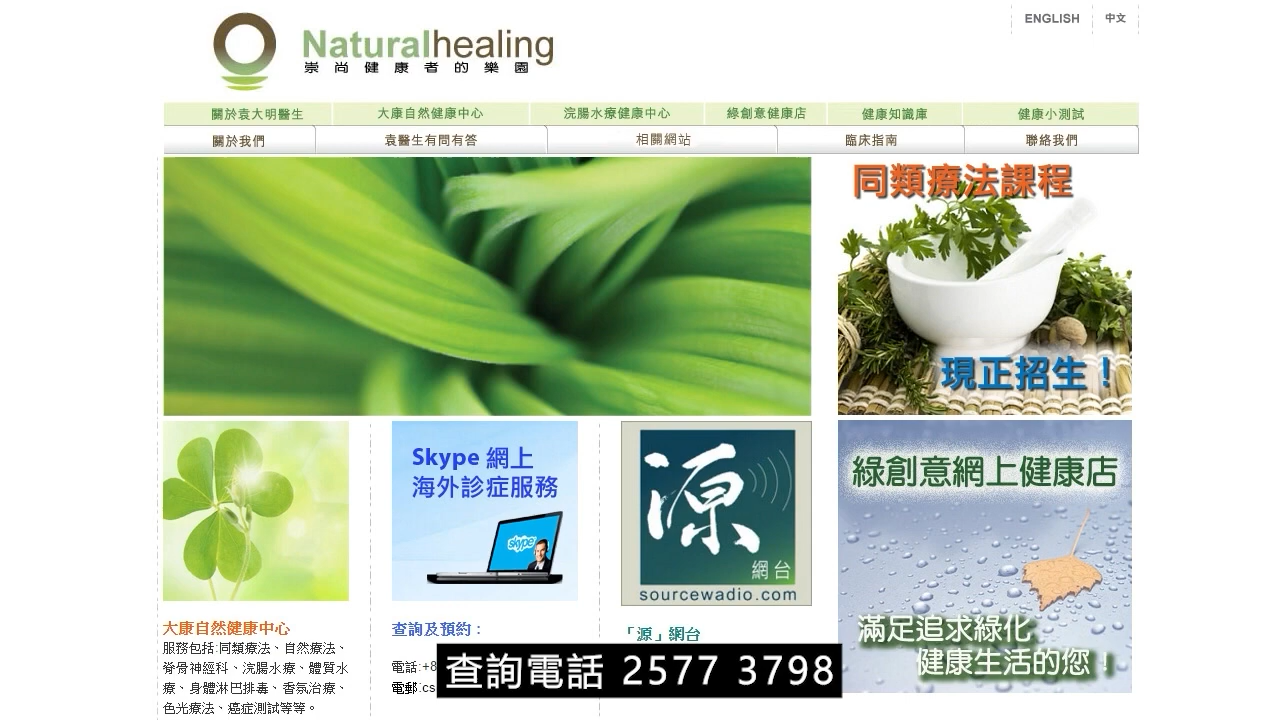 ENGLISH 中文
Naturalhealing
崇尚健康者的樂園
關於袁大明醫生 大康自然健康中心 浣腸水療健康中心 綠創意健康店 健康知識庫 健康小測試
關於我們 袁醫生有問有答 相關網站 臨床指南 聯絡我們
同類療法課程
現正招生！
Skype 網上
海外診症服務
skype
源
網台
sourcewadio.com
綠創意網上健康店
滿足追求綠化
健康生活的您！
大康自然健康中心
服務包括:同類療法、自然療法、
脊骨神經科、浣腸水療、體質水
療、身體淋巴排毒、香氛治療、
色光療法、癌症測試等等。
查詢及預約：
電話:+8
電郵:cs
「源」網台
查詢電話 2577 3798